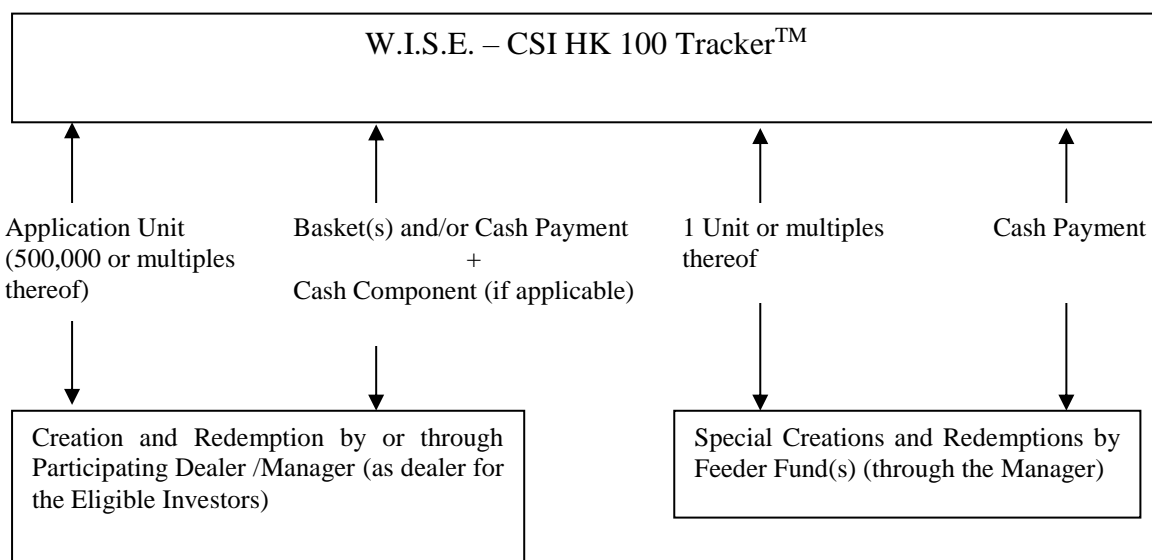 W.I.S.E. – CSI HK 100 Tracker™
Application Unit
(500,000 or multiples
thereof)
Basket(s) and/or Cash Payment
+
Cash Component (if applicable)
1 Unit or multiples
thereof
Cash Payment
Creation and Redemption by or through
Participating Dealer /Manager (as dealer for
the Eligible Investors)
Special Creations and Redemptions by
Feeder Fund(s) (through the Manager)